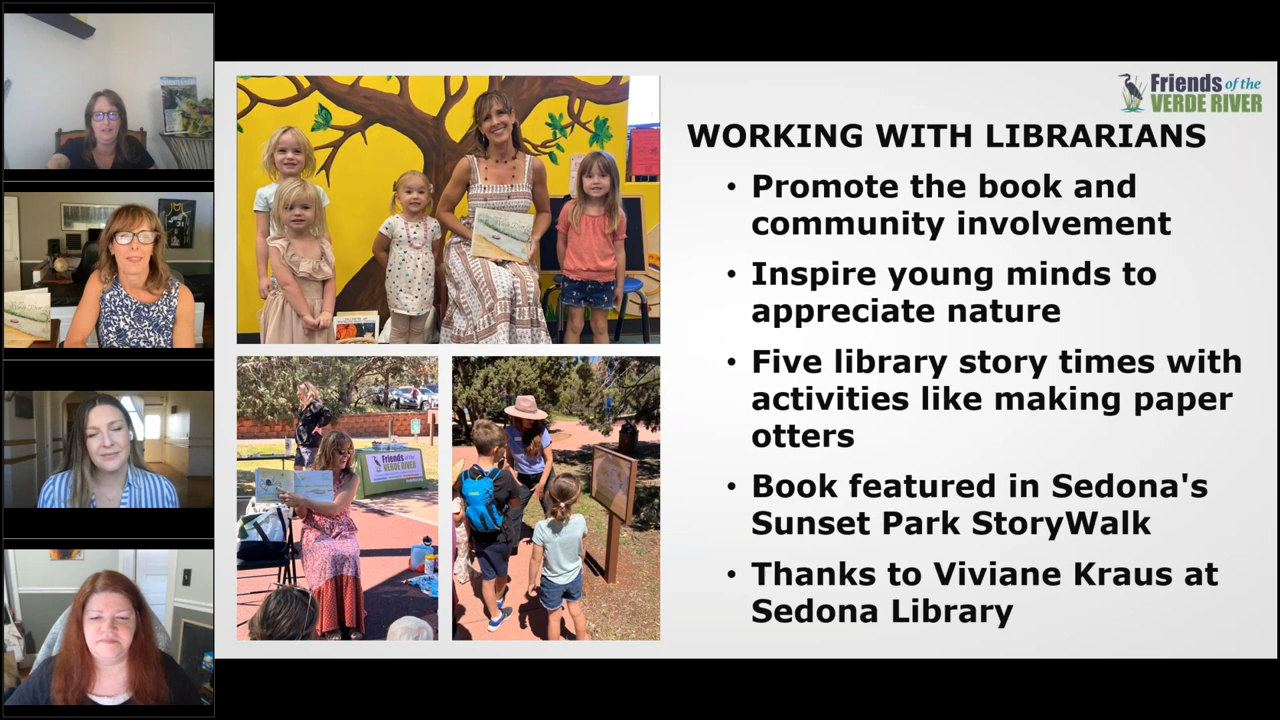 Friends of the
VERDE RIVER
WORKING WITH LIBRARIANS
• Promote the book and
community involvement
• Inspire young minds to
appreciate nature
• Five library story times with
activities like making paper
otters
• Book featured in Sedona's
Sunset Park StoryWalk
• Thanks to Viviane Kraus at
Sedona Library
Friends of the
VERDE RIVER
31